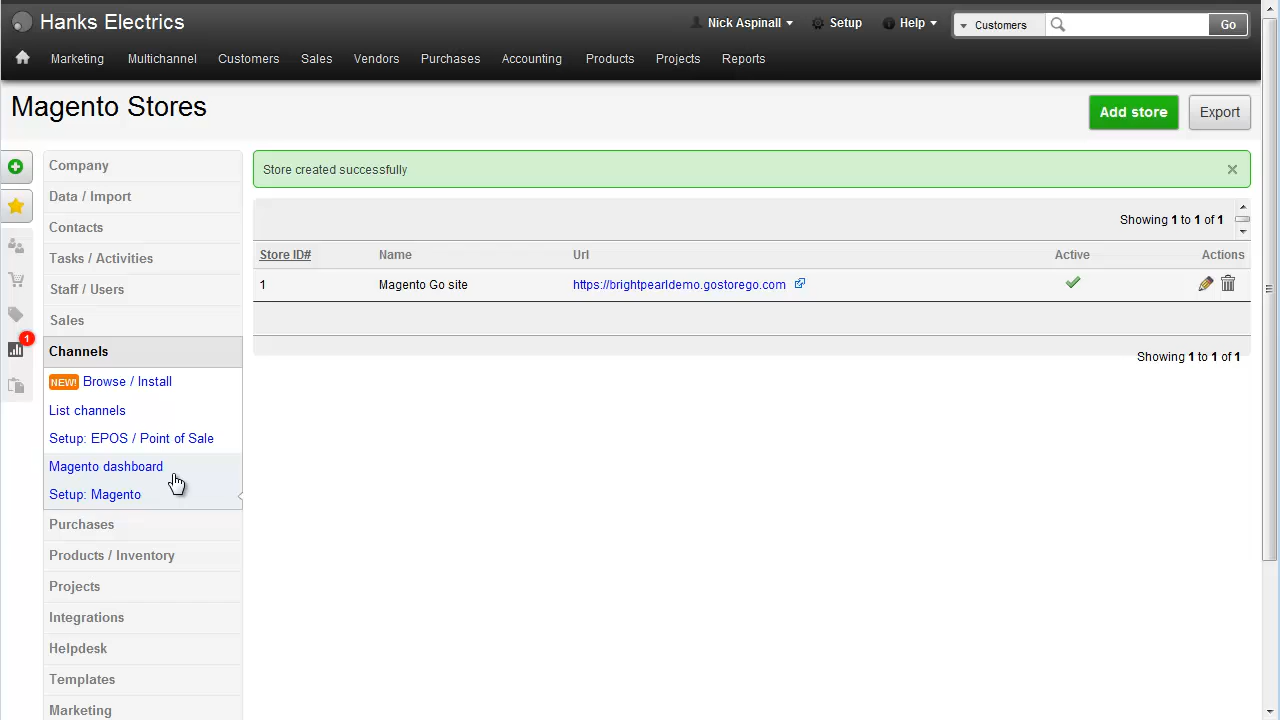 Hanks Electrics
Nick Aspinall Setup Help Customers Go
Marketing Multichannel Customers Sales Vendors Purchases Accounting Products Projects Reports
Magento Stores
Add store Export
Company
Store created successfully
Data / Import
Contacts
Showing 1 to 1 of 1
Tasks / Activities
Store ID# Name Url Active Actions
Staff / Users
1 Magento Go site https://brightpearldemo.gostorego.com
Sales
1
Channels
Showing 1 to 1 of 1
NEW! Browse / Install
List channels
Setup: EPOS / Point of Sale
Magento dashboard
Setup: Magento
Purchases
Products / Inventory
Projects
Integrations
Helpdesk
Templates
Marketing